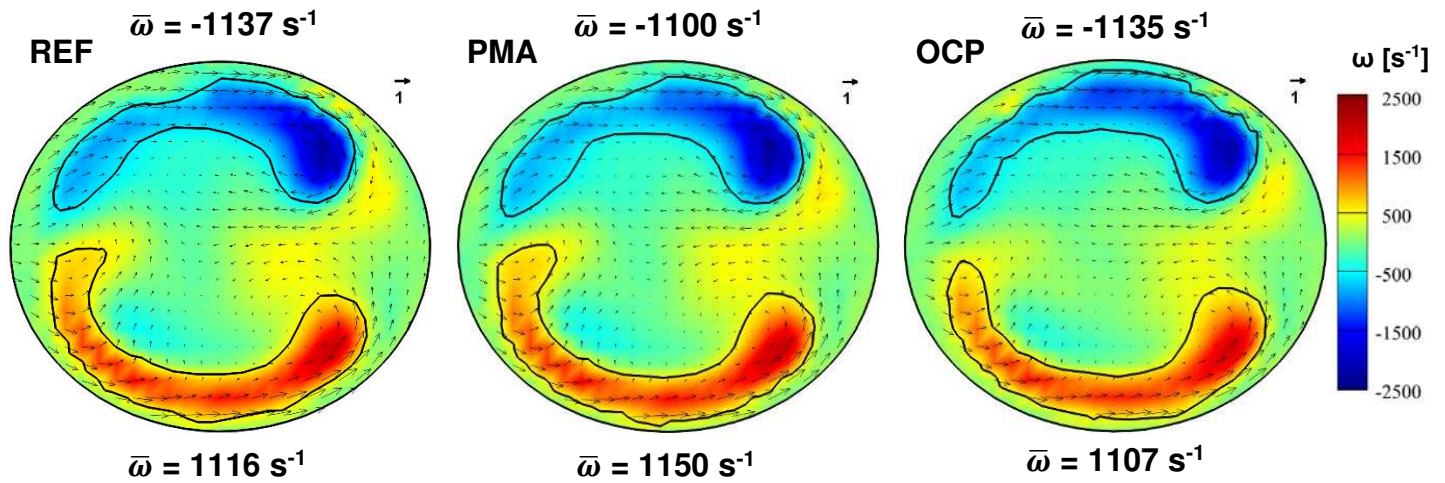 ω̅ = -1137 s⁻¹
ω̅ = -1100 s⁻¹
ω̅ = -1135 s⁻¹
REF
PMA
OCP
ω [s⁻¹]
1
1
1
2500
1500
500
-500
-1500
-2500
ω̅ = 1116 s⁻¹
ω̅ = 1150 s⁻¹
ω̅ = 1107 s⁻¹